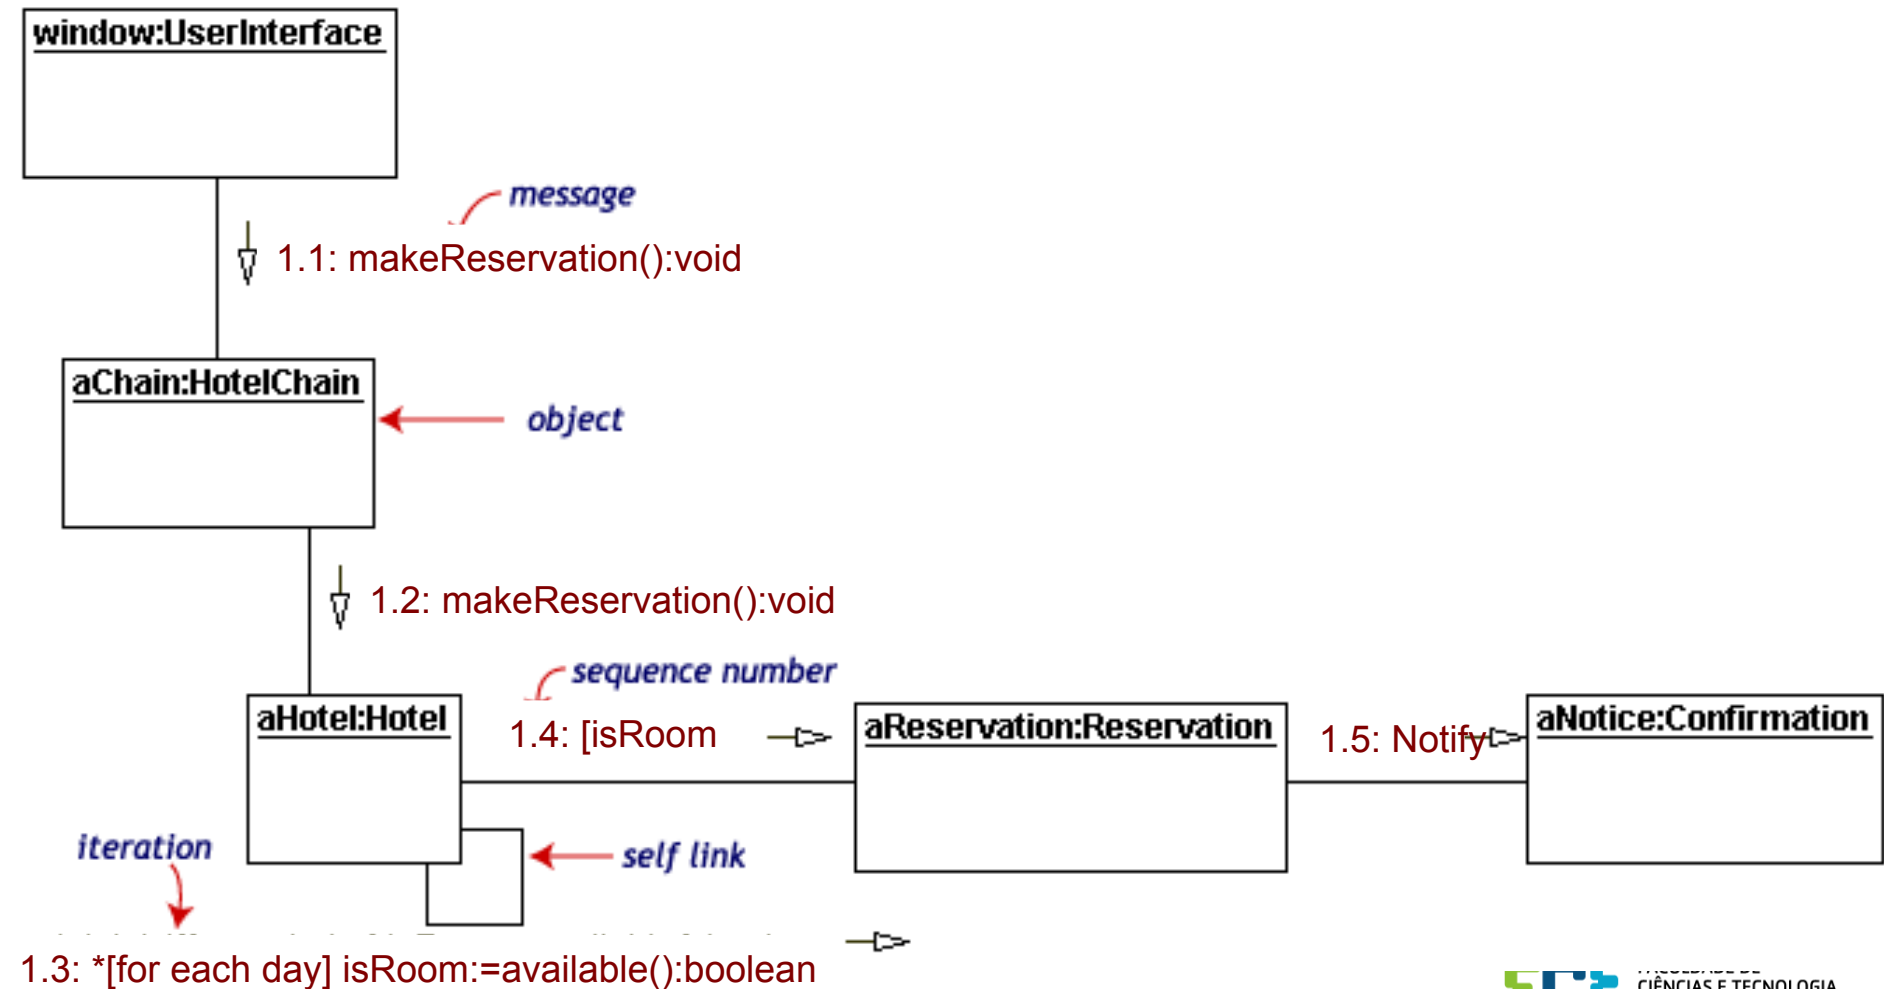 window:UserInterface
message
1.1: makeReservation():void
aChain:HotelChain
object
1.2: makeReservation():void
sequence number
aHotel:Hotel
1.4: [isRoom
aReservation:Reservation
1.5: Notify
aNotice:Confirmation
iteration
self link
1.3: *[for each day] isRoom:=available():boolean
CIÊNCIAS E TECNOLOGIA